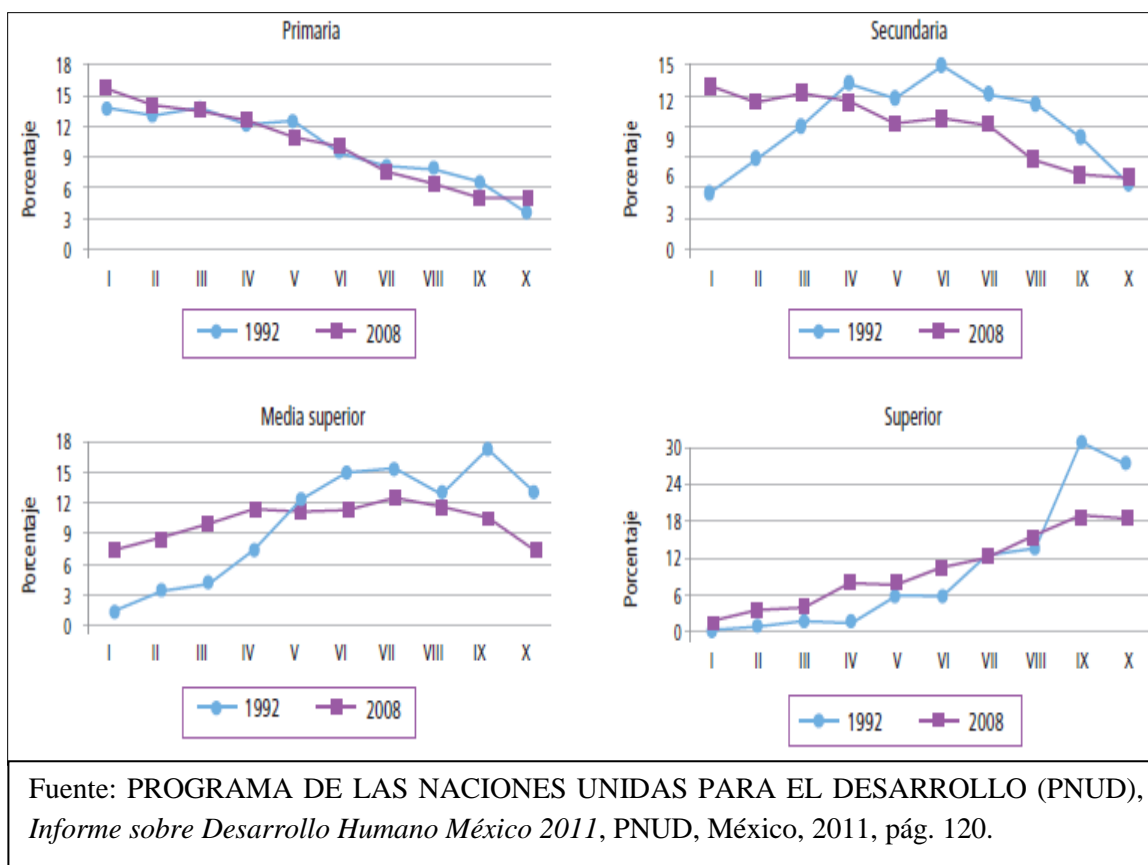 Primaria
Porcentaje
18
15
12
9
6
3
0
I II III IV V VI VII VIII IX X
1992 2008
Secundaria
Porcentaje
15
12
9
6
3
0
I II III IV V VI VII VIII IX X
1992 2008
Media superior
Porcentaje
18
15
12
9
6
3
0
I II III IV V VI VII VIII IX X
1992 2008
Superior
Porcentaje
30
24
18
12
6
0
I II III IV V VI VII VIII IX X
1992 2008
Fuente: PROGRAMA DE LAS NACIONES UNIDAS PARA EL DESARROLLO (PNUD),
Informe sobre Desarrollo Humano México 2011, PNUD, México, 2011, pág. 120.